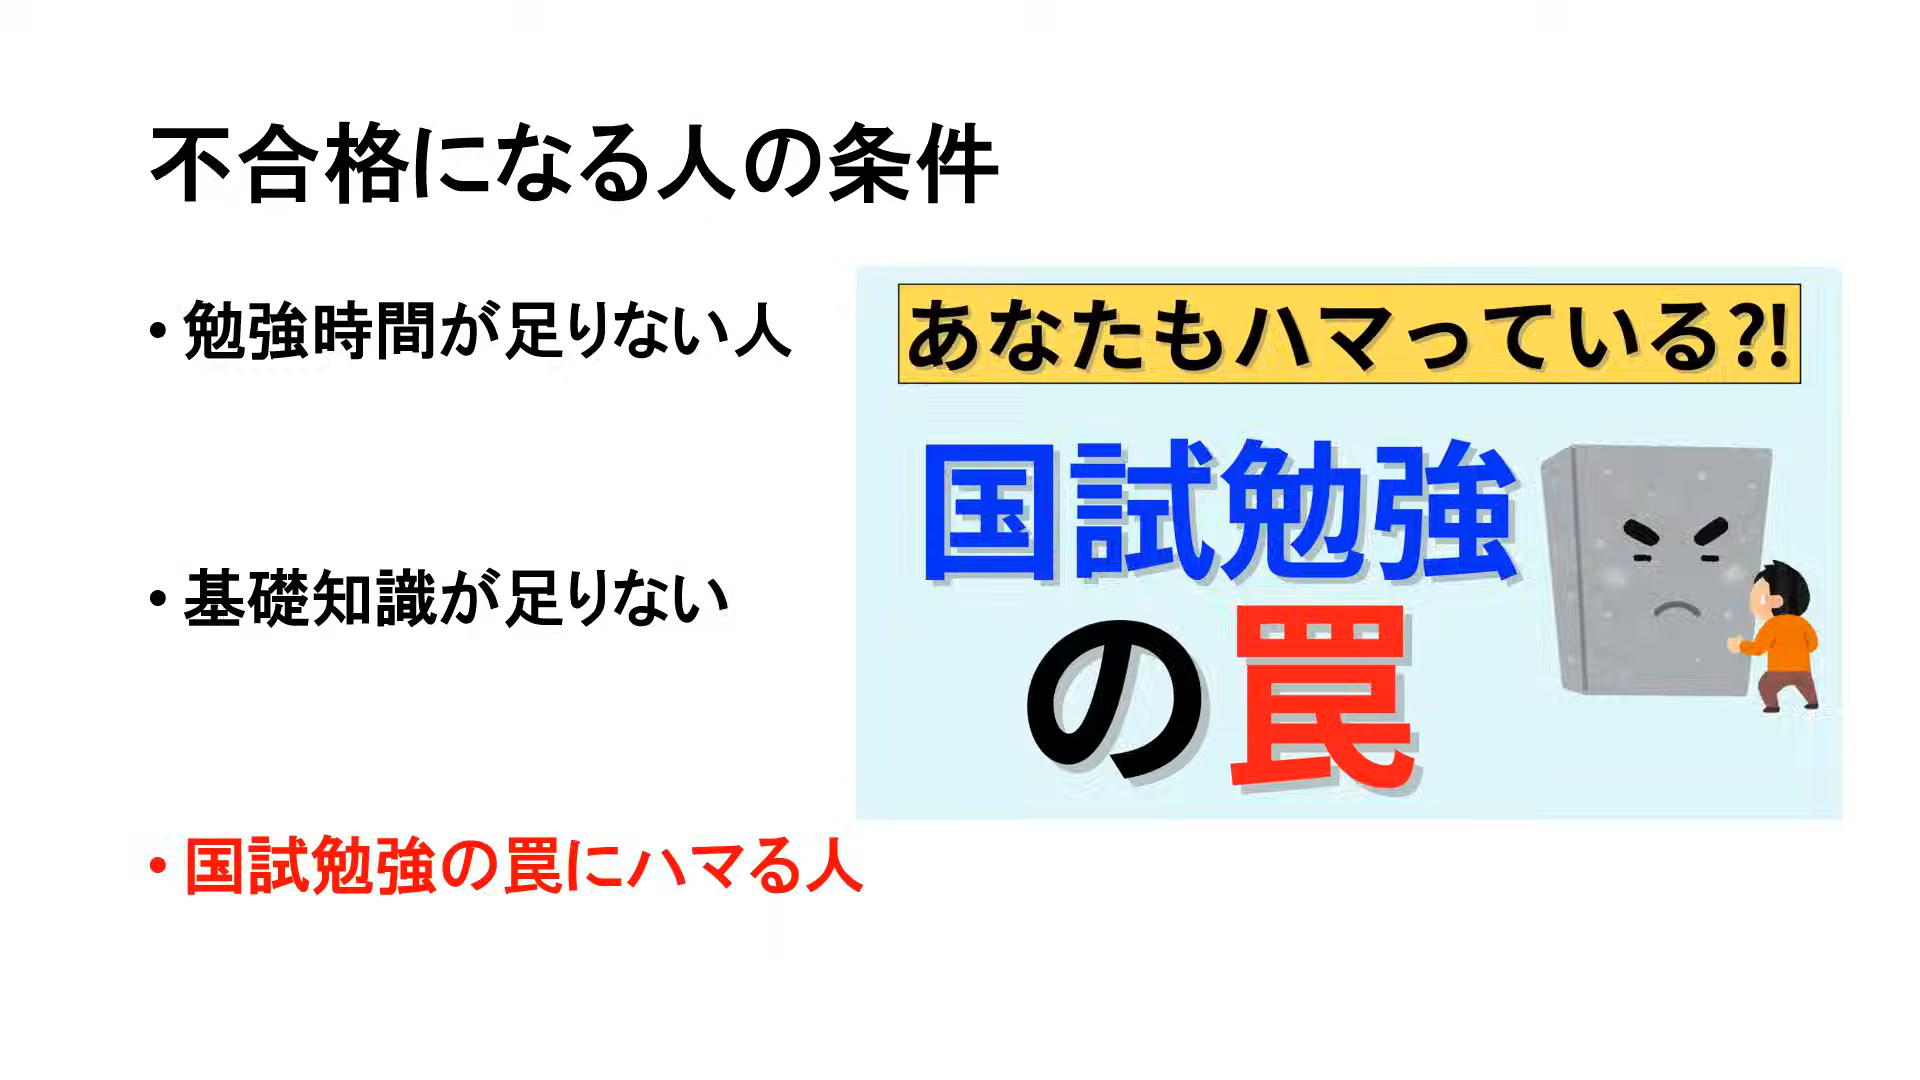 不合格になる人の条件
• 勉強時間が足りない人
• 基礎知識が足りない
• 国試勉強の罠にハマる人
あなたもハマっている?!
国試勉強
の罠